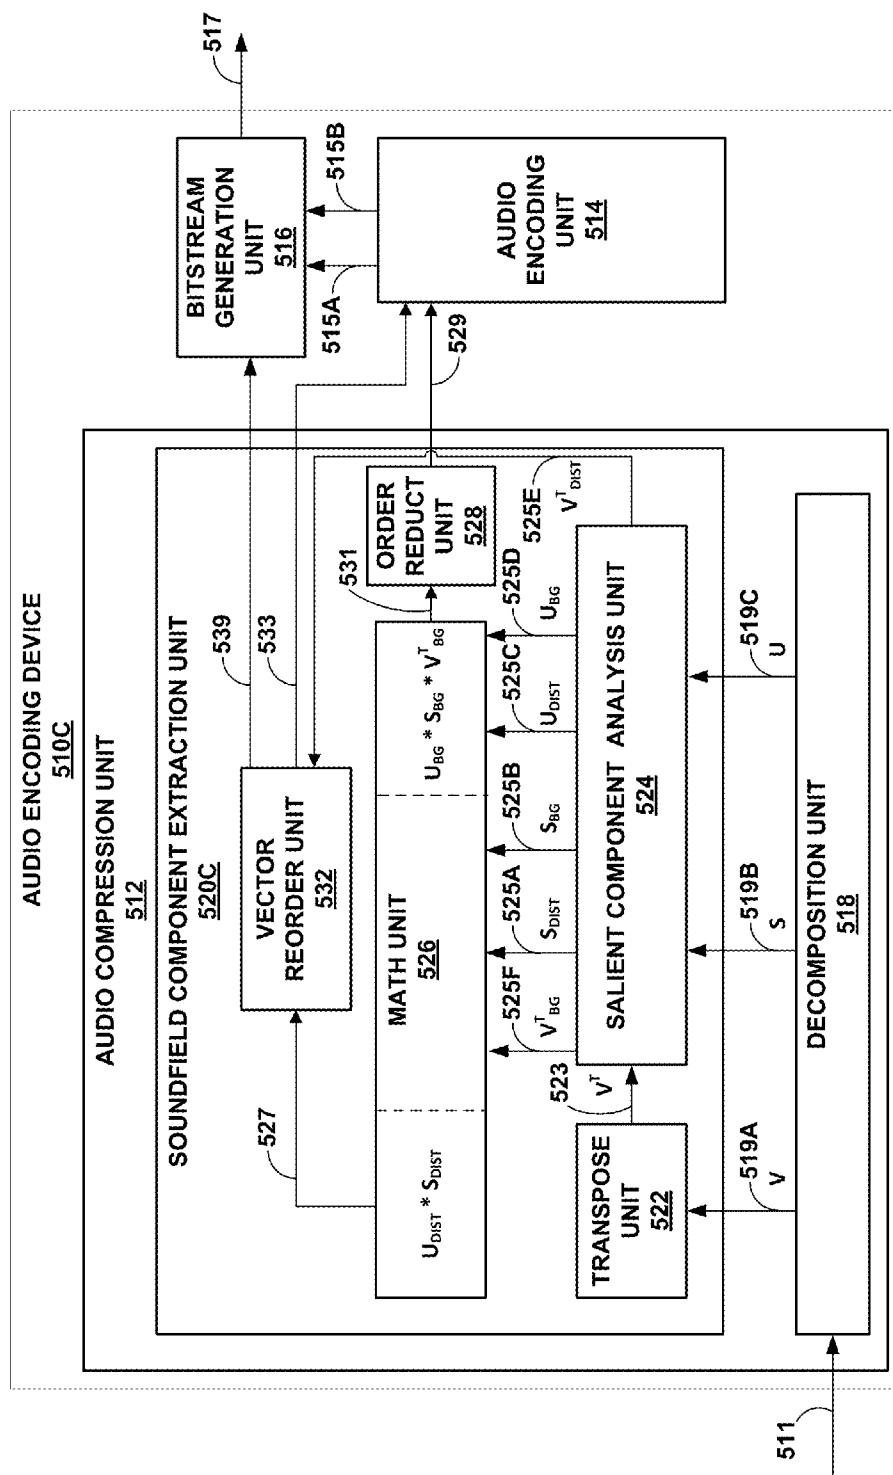 AUDIO ENCODING DEVICE
510C
AUDIO COMPRESSION UNIT
512
SOUNDFIELD COMPONENT EXTRACTION UNIT
520C
527
VECTOR
REORDER UNIT
532
539
533
BITSTREAM
GENERATION
UNIT
516
517
515A
515B
U_DIST * S_DIST
MATH UNIT
526
U_BG * S_BG * V^T_BG
531
ORDER
REDUCT
UNIT
528
529
AUDIO
ENCODING
UNIT
514
525F
V^T_BG
525A
S_DIST
525B
S_BG
525C
U_DIST
525D
U_BG
525E
V^T_DIST
TRANSPOSE
UNIT
522
523
V^T
SALIENT COMPONENT ANALYSIS UNIT
524
519A
V
519B
S
519C
U
DECOMPOSITION UNIT
518
511